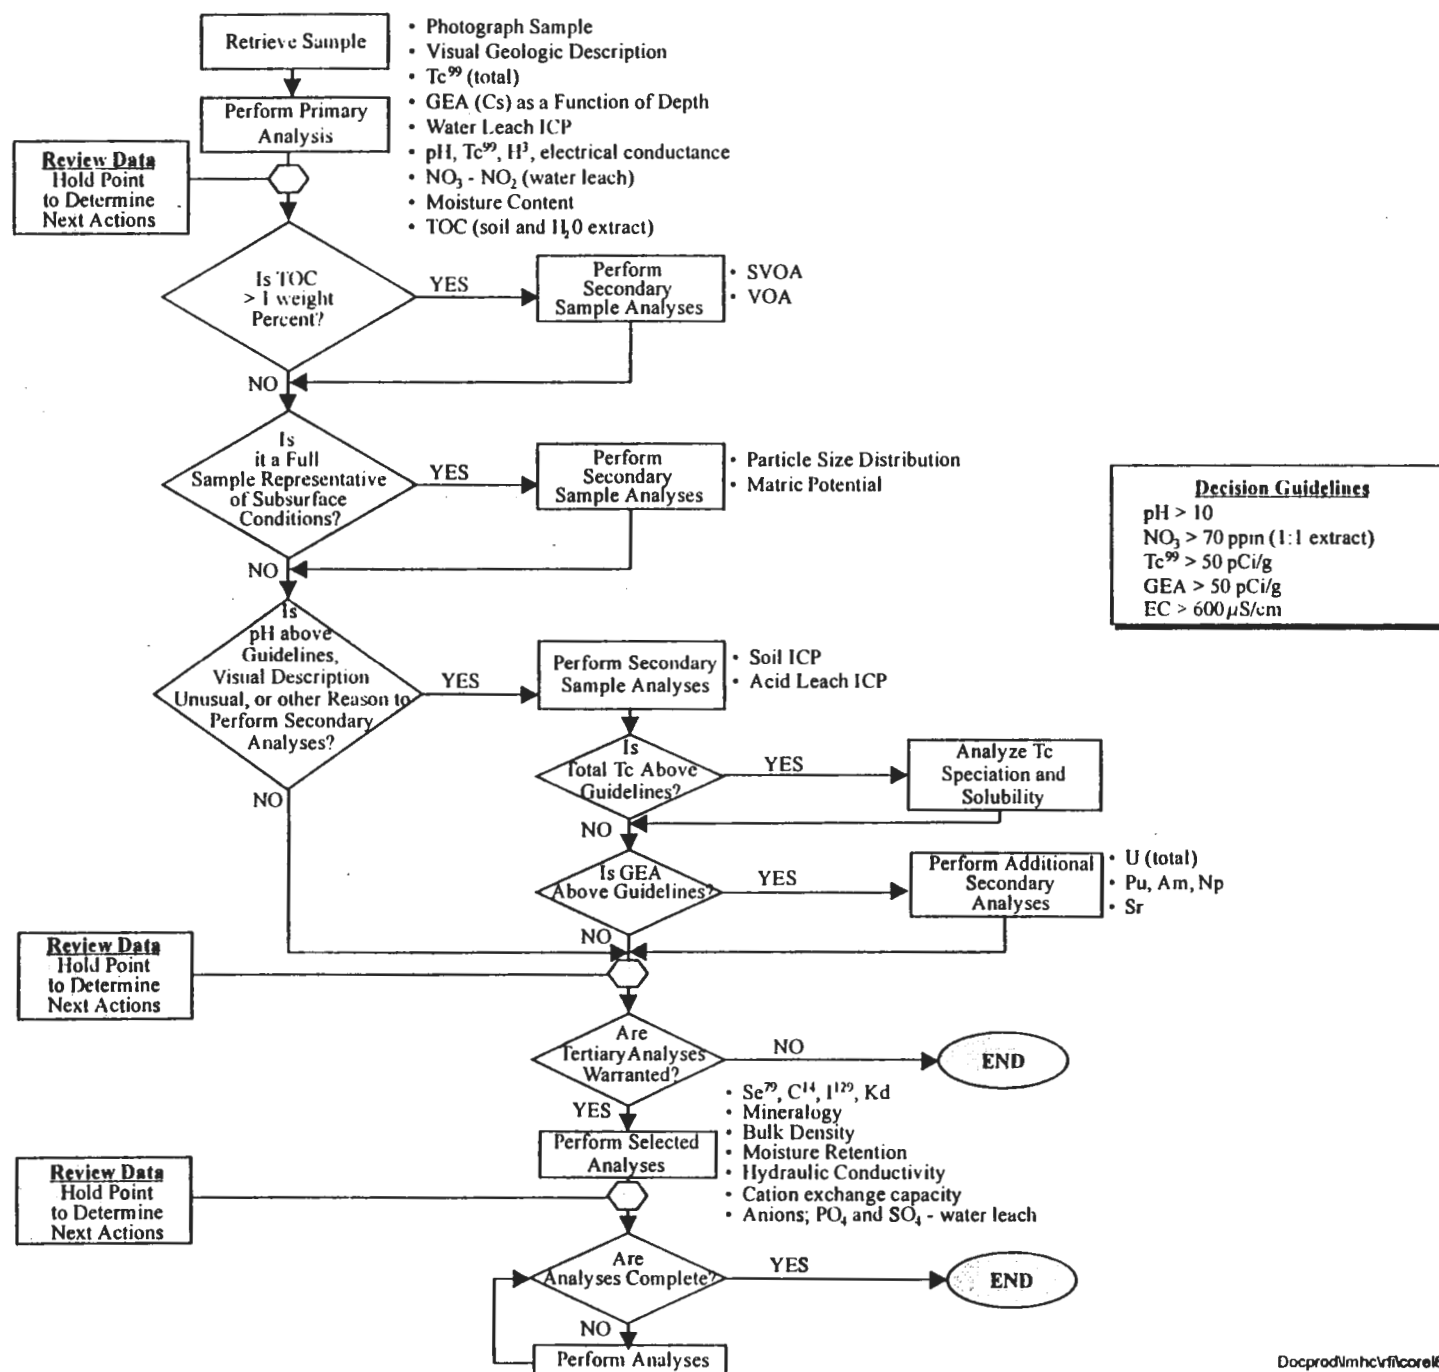 Retrieve Sample
• Photograph Sample
• Visual Geologic Description
• Tc⁹⁹ (total)
• GEA (Cs) as a Function of Depth
• Water Leach ICP
• pH, Tc⁹⁹, H³, electrical conductance
• NO₃ - NO₂ (water leach)
• Moisture Content
• TOC (soil and H₂0 extract)
Perform Primary
Analysis
Review Data
Hold Point
to Determine
Next Actions
Is TOC
> 1 weight
Percent?
YES
Perform
Secondary
Sample Analyses
• SVOA
• VOA
NO
Is
it a Full
Sample Representative
of Subsurface
Conditions?
YES
Perform
Secondary
Sample Analyses
• Particle Size Distribution
• Matric Potential
Decision Guidelines
pH > 10
NO₃ > 70 ppm (1:1 extract)
Tc⁹⁹ > 50 pCi/g
GEA > 50 pCi/g
EC > 600 µS/cm
NO
Is
pH above
Guidelines,
Visual Description
Unusual, or other Reason to
Perform Secondary
Analyses?
YES
Perform Secondary
Sample Analyses
• Soil ICP
• Acid Leach ICP
Is
Total Tc Above
Guidelines?
YES
Analyze Tc
Speciation and
Solubility
NO
NO
Is GEA
Above Guidelines?
YES
Perform Additional
Secondary
Analyses
• U (total)
• Pu, Am, Np
• Sr
NO
Review Data
Hold Point
to Determine
Next Actions
Are
Tertiary Analyses
Warranted?
NO
END
YES
Perform Selected
Analyses
• Se⁷⁹, C¹⁴, I¹²⁹, Kd
• Mineralogy
• Bulk Density
• Moisture Retention
• Hydraulic Conductivity
• Cation exchange capacity
• Anions; PO₄ and SO₄ - water leach
Review Data
Hold Point
to Determine
Next Actions
Are
Analyses Complete?
YES
END
NO
Perform Analyses